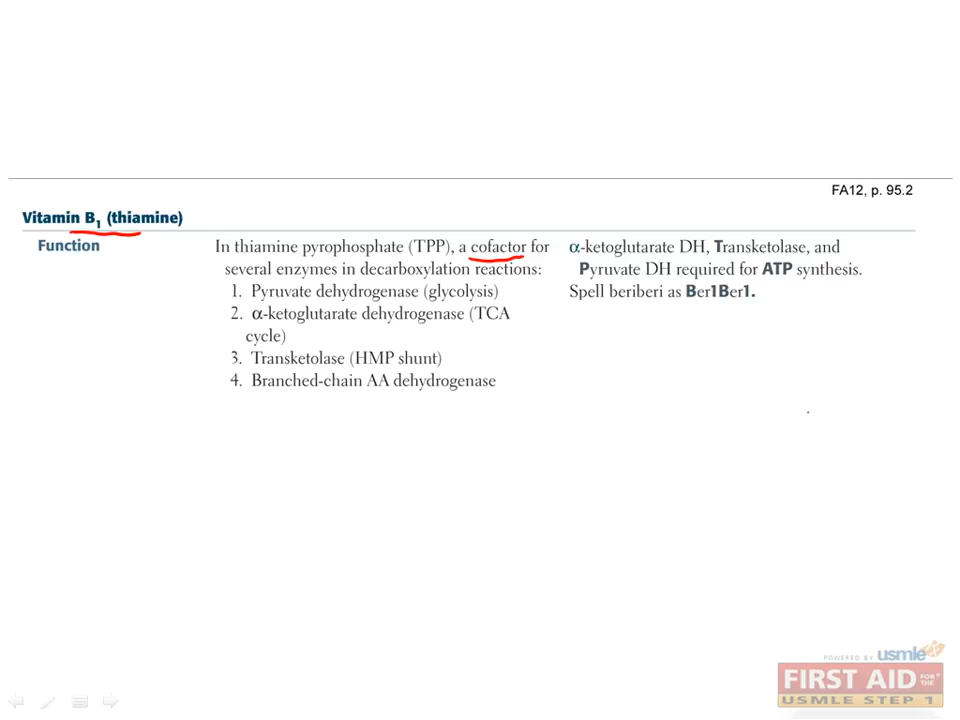 FA12, p. 95.2
Vitamin B1 (thiamine)
Function
In thiamine pyrophosphate (TPP), a cofactor for
several enzymes in decarboxylation reactions:
1. Pyruvate dehydrogenase (glycolysis)
2. α-ketoglutarate dehydrogenase (TCA
cycle)
3. Transketolase (HMP shunt)
4. Branched-chain AA dehydrogenase
α-ketoglutarate DH, Transketolase, and
Pyruvate DH required for ATP synthesis.
Spell beriberi as Ber1Ber1.
POWERED BY usmle
FIRST AID FOR THE
USMLE STEP 1